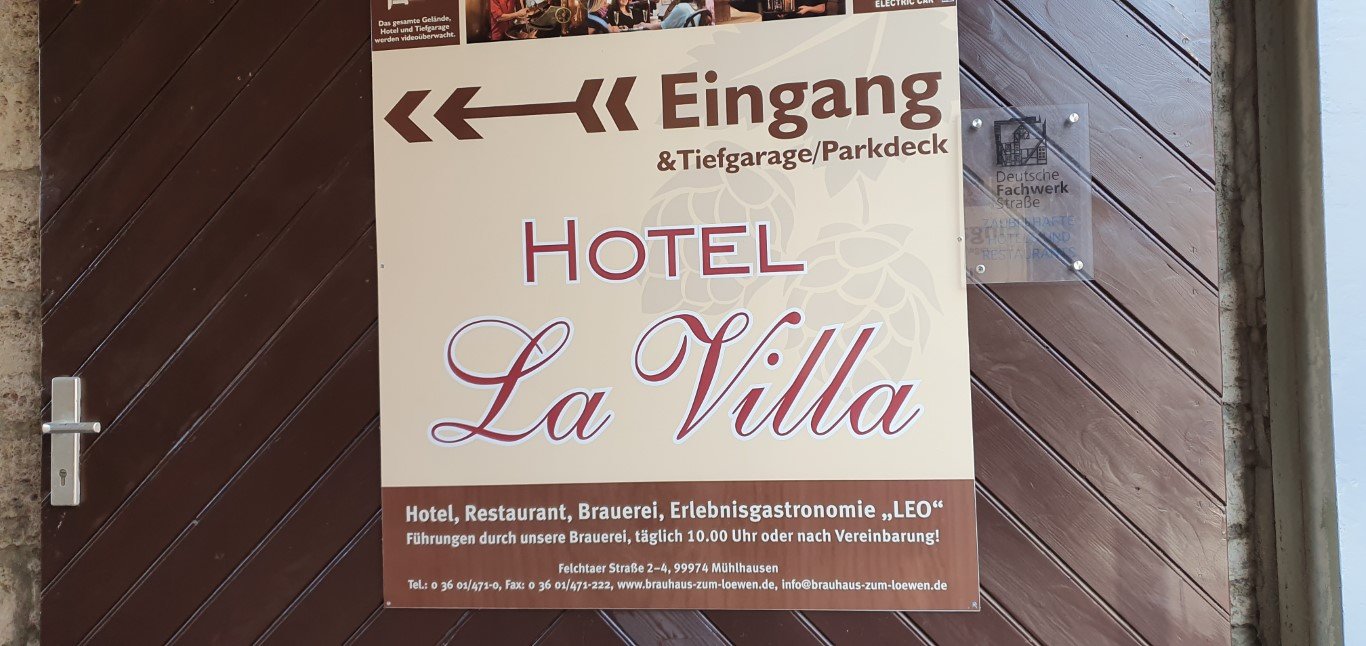 Das gesamte Gelände,
Hotel und Tiefgarage
werden videoüberwacht.
ELECTRIC CAR
Eingang
&Tiefgarage/Parkdeck
Deutsche
Fachwerk
Straße
ZAUBERHAFTE
HOTELS UND
RESTAURANTS
HOTEL
La Villa
Hotel, Restaurant, Brauerei, Erlebnisgastronomie „LEO“
Führungen durch unsere Brauerei, täglich 10.00 Uhr oder nach Vereinbarung!
Felchtaer Straße 2–4, 99974 Mühlhausen
Tel.: 0 36 01/471-0, Fax: 0 36 01/471-222, www.brauhaus-zum-loewen.de, info@brauhaus-zum-loewen.de